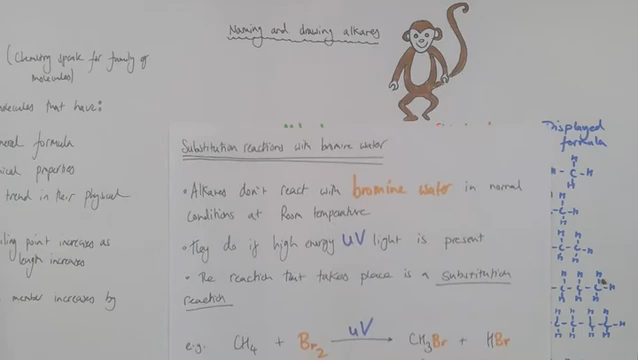 Naming and drawing alkanes
(Chemistry speak for family of
molecules)
molecules that have:
formula
properties
trend in their physical
point increases as
length increases
member increases by
Substitution reactions with bromine water
• Alkanes don't react with bromine water in normal
conditions at Room temperature
• They do if high energy UV light is present
• The reaction that takes place is a substitution
reaction
e.g. CH4 + Br2 UV → CH3Br + HBr
Displayed
formula
H - C - H
H